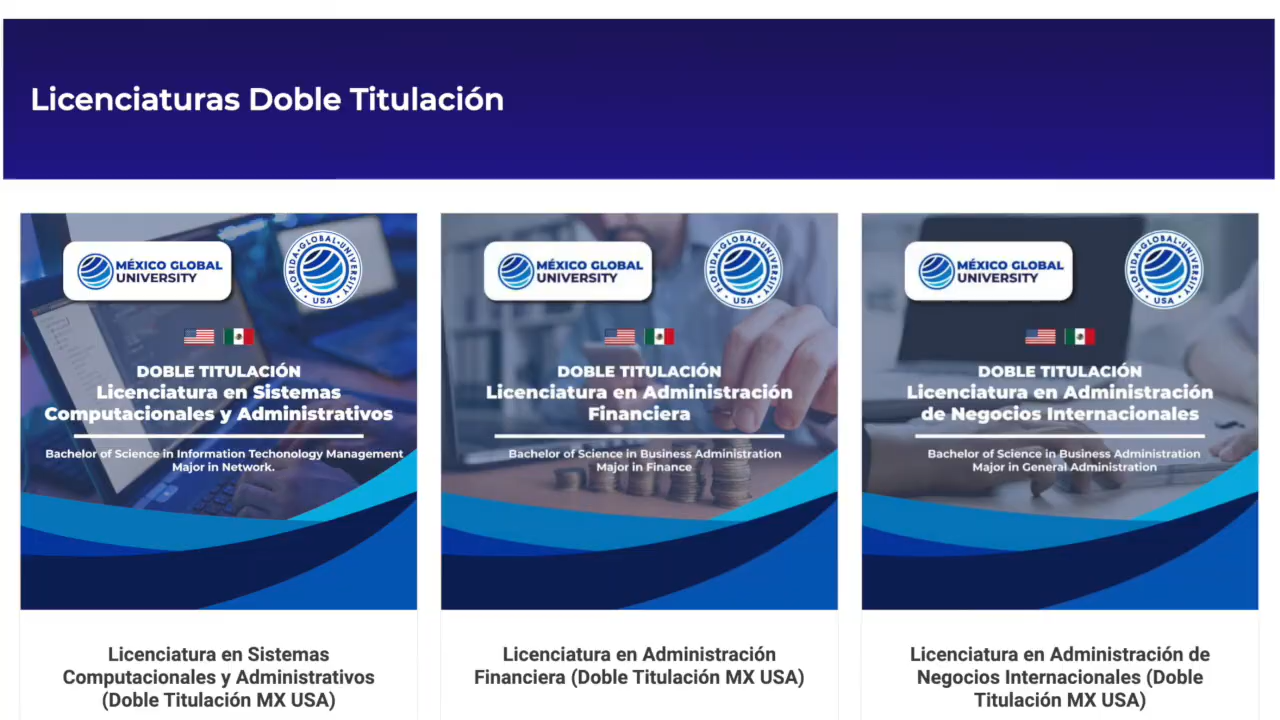 Licenciaturas Doble Titulación
MÉXICO GLOBAL
UNIVERSITY
FLORIDA·GLOBAL·UNIVERSITY
· USA ·
DOBLE TITULACIÓN
Licenciatura en Sistemas
Computacionales y Administrativos
Bachelor of Science in Information Techonology Management
Major in Network.
Licenciatura en Sistemas
Computacionales y Administrativos
(Doble Titulación MX USA)
MÉXICO GLOBAL
UNIVERSITY
FLORIDA·GLOBAL·UNIVERSITY
· USA ·
DOBLE TITULACIÓN
Licenciatura en Administración
Financiera
Bachelor of Science in Business Administration
Major in Finance
Licenciatura en Administración
Financiera (Doble Titulación MX USA)
MÉXICO GLOBAL
UNIVERSITY
FLORIDA·GLOBAL·UNIVERSITY
· USA ·
DOBLE TITULACIÓN
Licenciatura en Administración
de Negocios Internacionales
Bachelor of Science in Business Administration
Major in General Administration
Licenciatura en Administración de
Negocios Internacionales (Doble
Titulación MX USA)